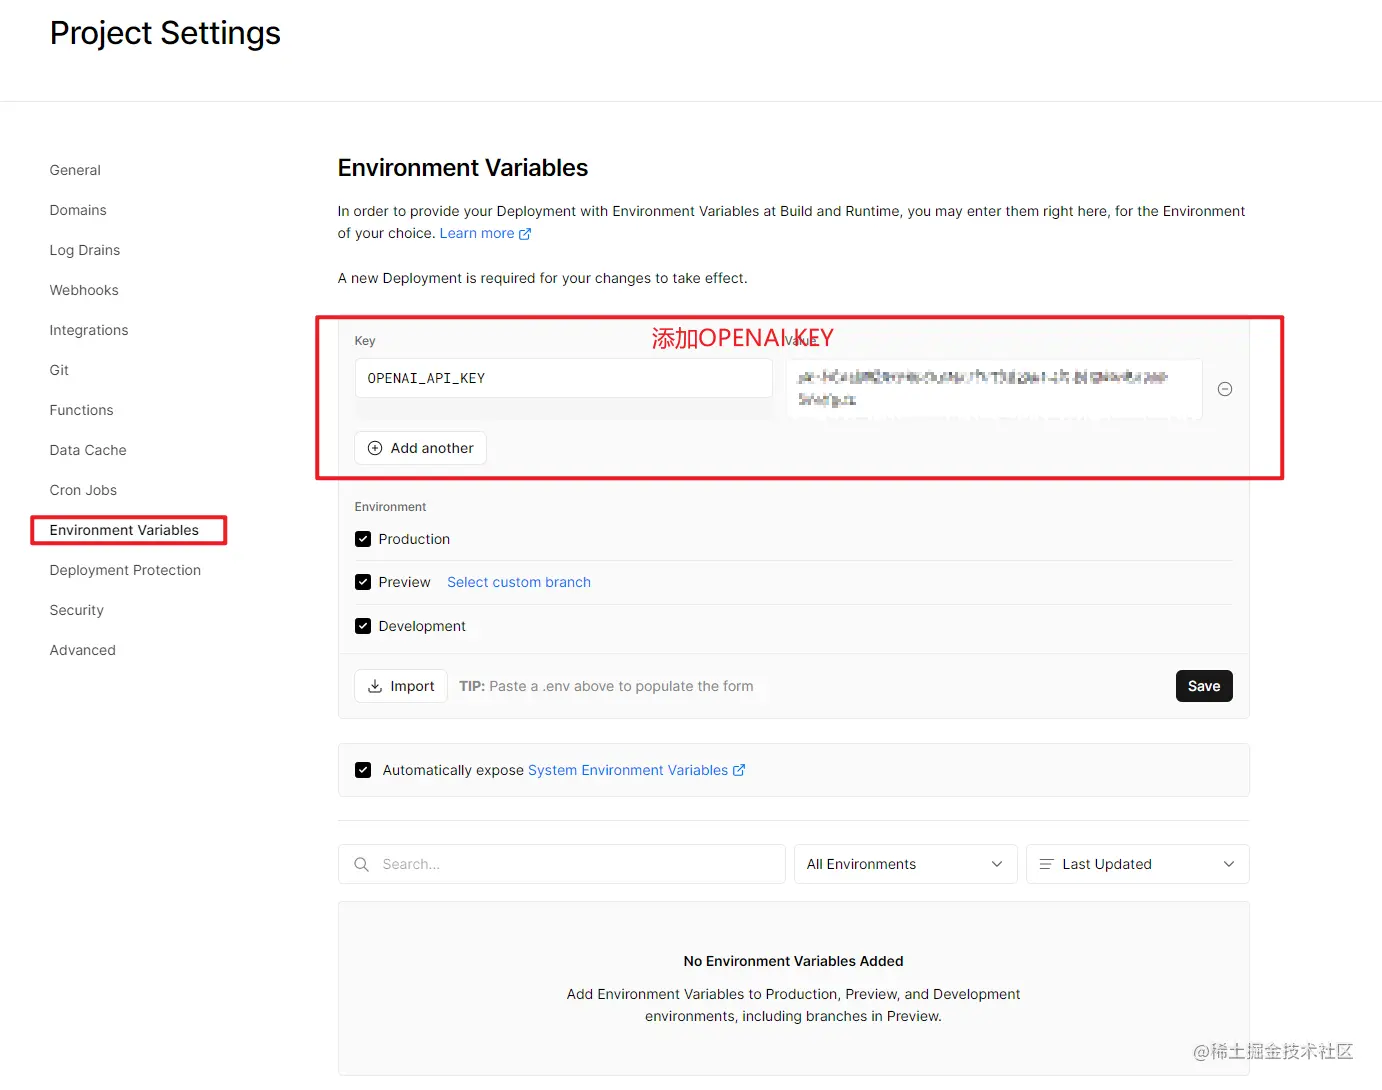 Project Settings
General
Domains
Log Drains
Webhooks
Integrations
Git
Functions
Data Cache
Cron Jobs
Environment Variables
Deployment Protection
Security
Advanced
Environment Variables
In order to provide your Deployment with Environment Variables at Build and Runtime, you may enter them right here, for the Environment
of your choice. Learn more
A new Deployment is required for your changes to take effect.
添加OPENAI KEY
Key
Value
OPENAI_API_KEY
Add another
Environment
Production
Preview Select custom branch
Development
Import TIP: Paste a .env above to populate the form
Save
Automatically expose System Environment Variables
Search...
All Environments
Last Updated
No Environment Variables Added
Add Environment Variables to Production, Preview, and Development
environments, including branches in Preview.
@稀土掘金技术社区